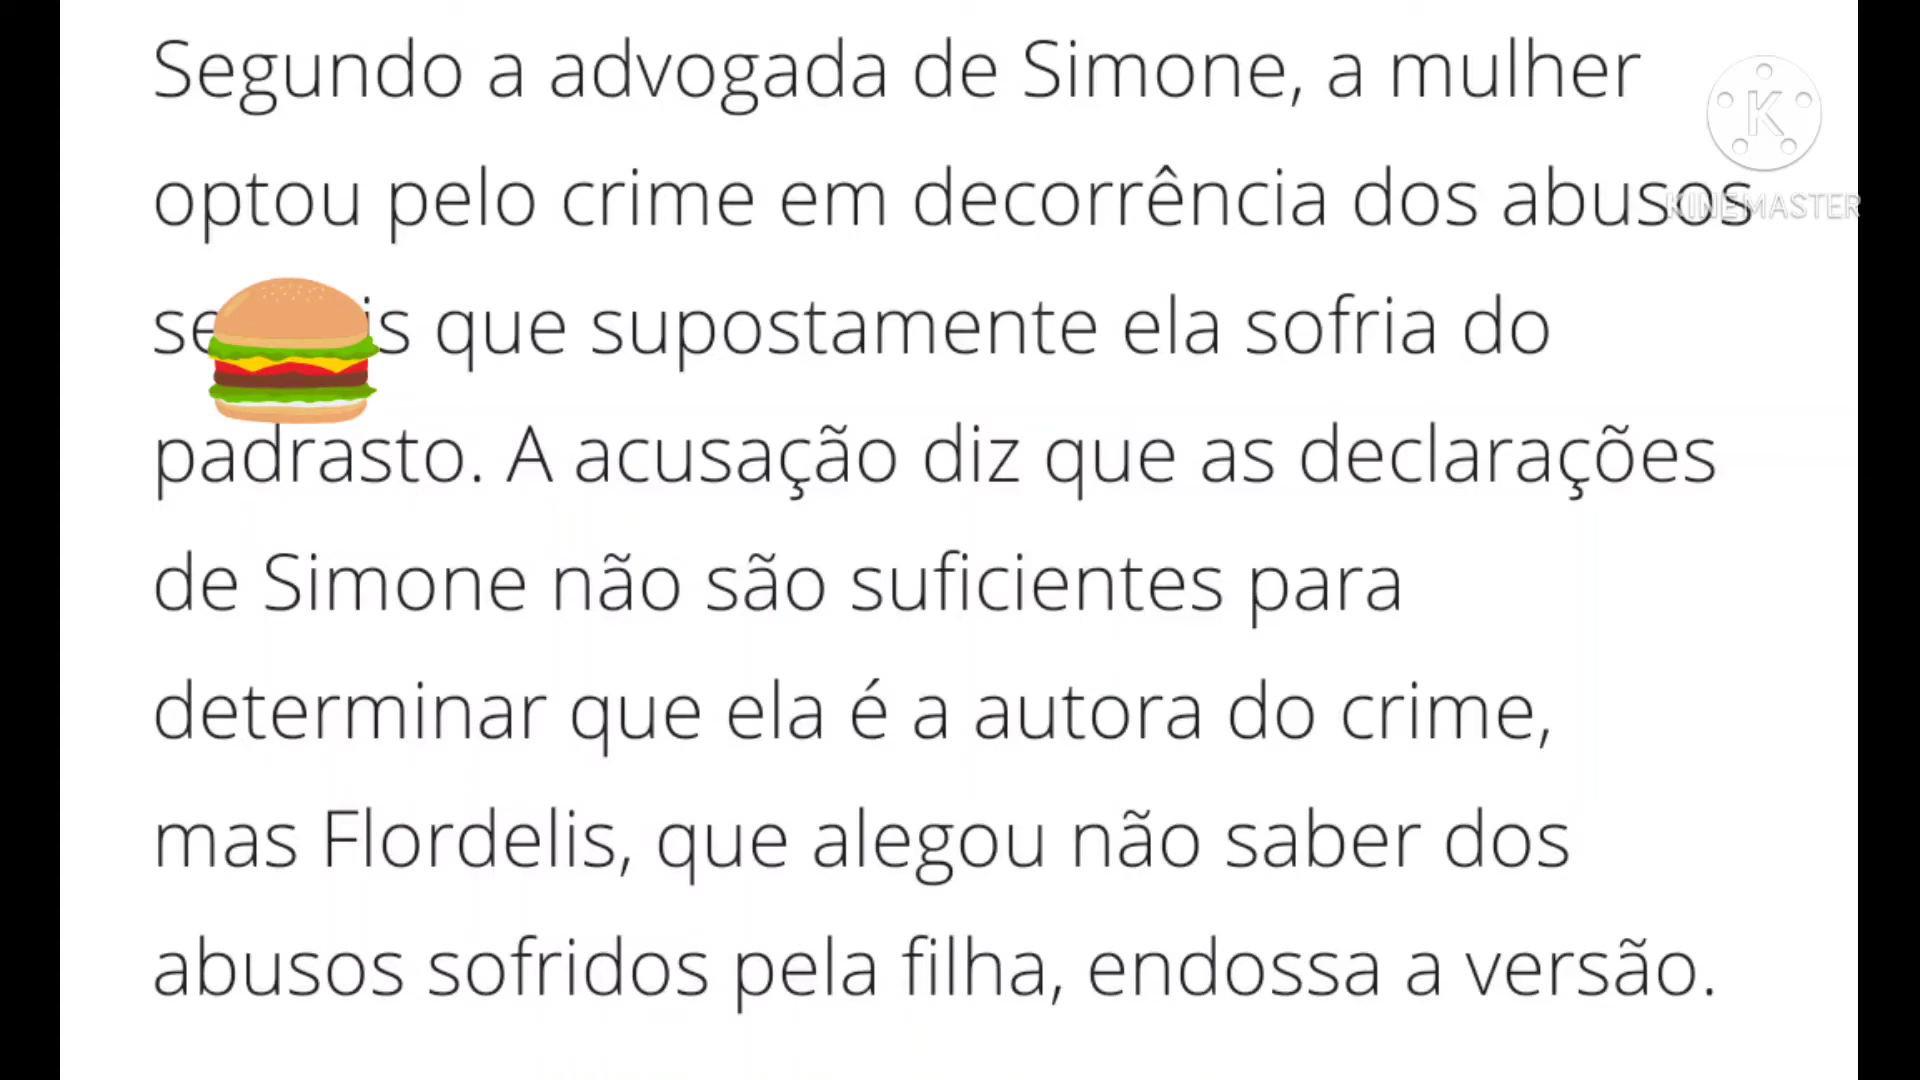 Segundo a advogada de Simone, a mulher
optou pelo crime em decorrência dos abusos
que supostamente ela sofria do
padrasto. A acusação diz que as declarações
de Simone não são suficientes para
determinar que ela é a autora do crime,
mas Flordelis, que alegou não saber dos
abusos sofridos pela filha, endossa a versão.
K
KINEMASTER